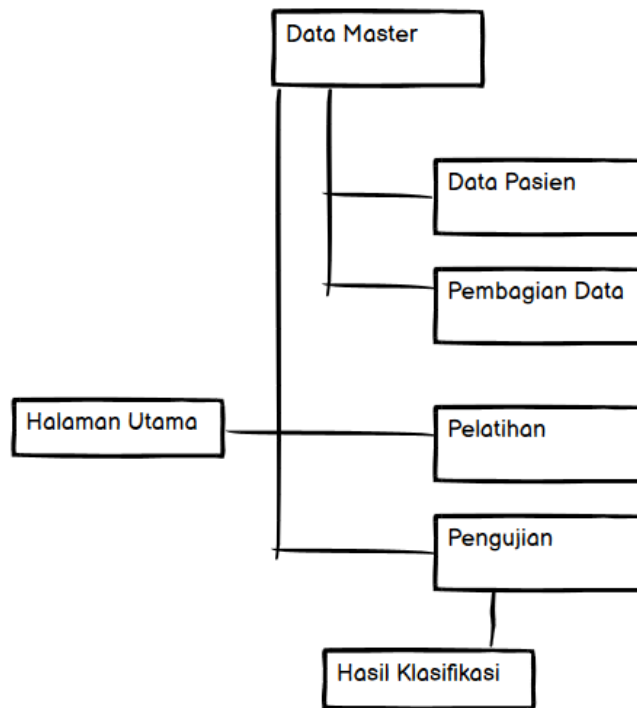 Data Master
Data Pasien
Pembagian Data
Halaman Utama
Pelatihan
Pengujian
Hasil Klasifikasi